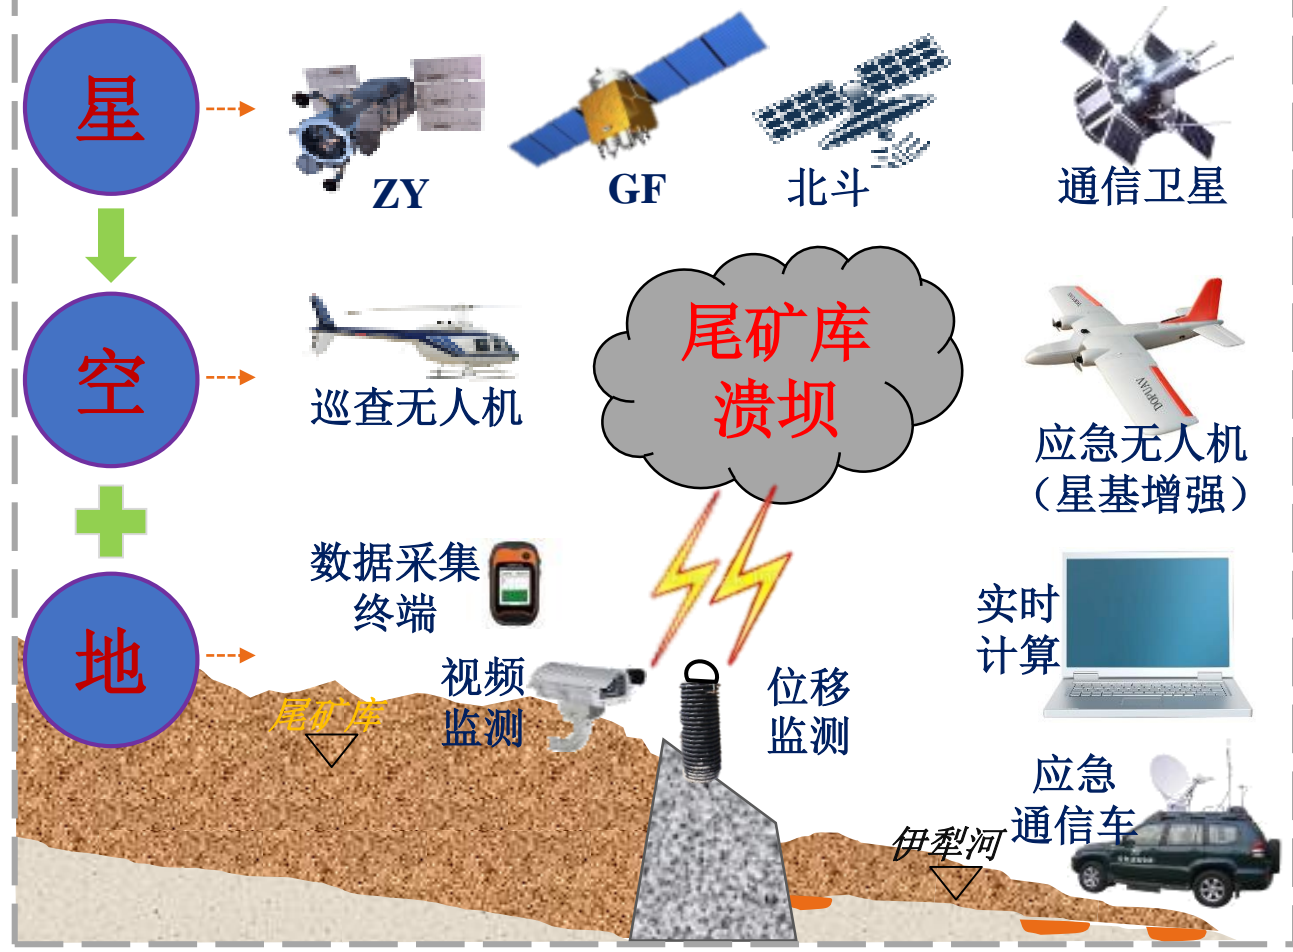 星
ZY
GF
北斗
通信卫星
空
巡查无人机
尾矿库
溃坝
DQPUAV
应急无人机
（星基增强）
地
数据采集
终端
视频
监测
位移
监测
实时
计算
尾矿库
应急
通信车
伊犁河